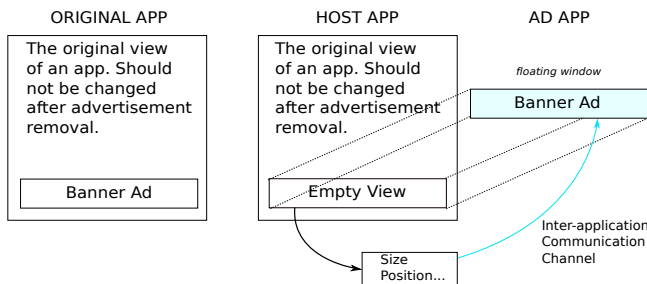 ORIGINAL APP
The original view
of an app. Should
not be changed
after advertisement
removal.
Banner Ad
HOST APP
The original view
of an app. Should
not be changed
after advertisement
removal.
Empty View
AD APP
floating window
Banner Ad
Size
Position...
Inter-application
Communication
Channel